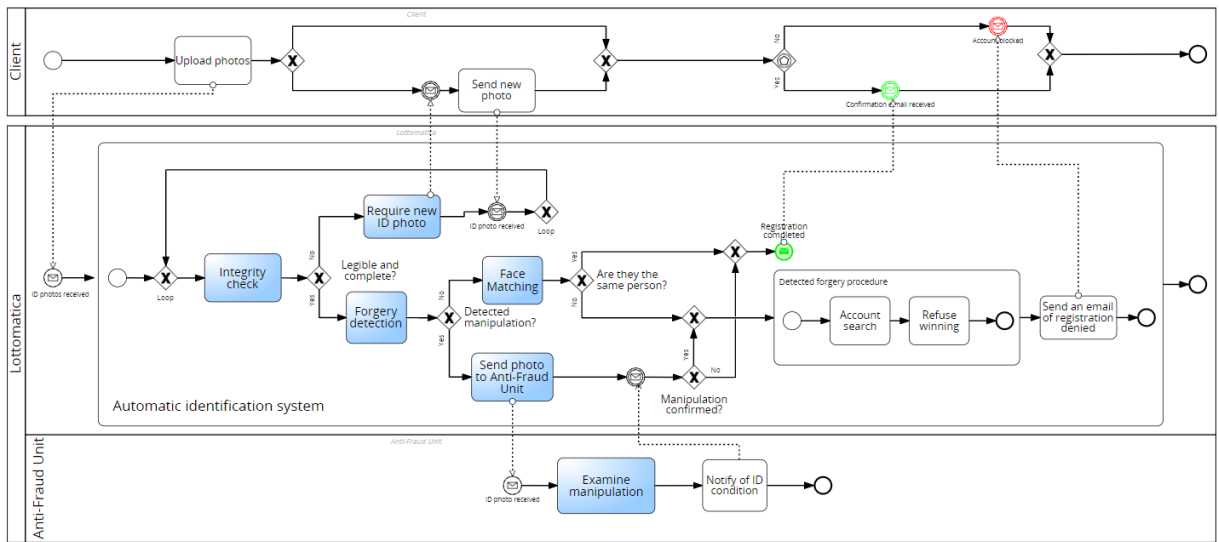 Client
Client
Upload photos
Send new
photo
No
Yes
Account blocked
Confirmation email received
Lottomatica
Lottomatica
Require new
ID photo
ID photo received
Loop
Registration
completed
ID photos received
Loop
Integrity
check
No
Yes
Legible and
complete?
Forgery
detection
No
Yes
Detected
manipulation?
Face
Matching
Yes
No
Are they the
same person?
Detected forgery procedure
Account
search
Refuse
winning
Send an email
of registration
denied
Send photo
to Anti-Fraud
Unit
Yes
No
Manipulation
confirmed?
Automatic identification system
Anti-Fraud Unit
Anti-Fraud Unit
ID photo received
Examine
manipulation
Notify of ID
condition